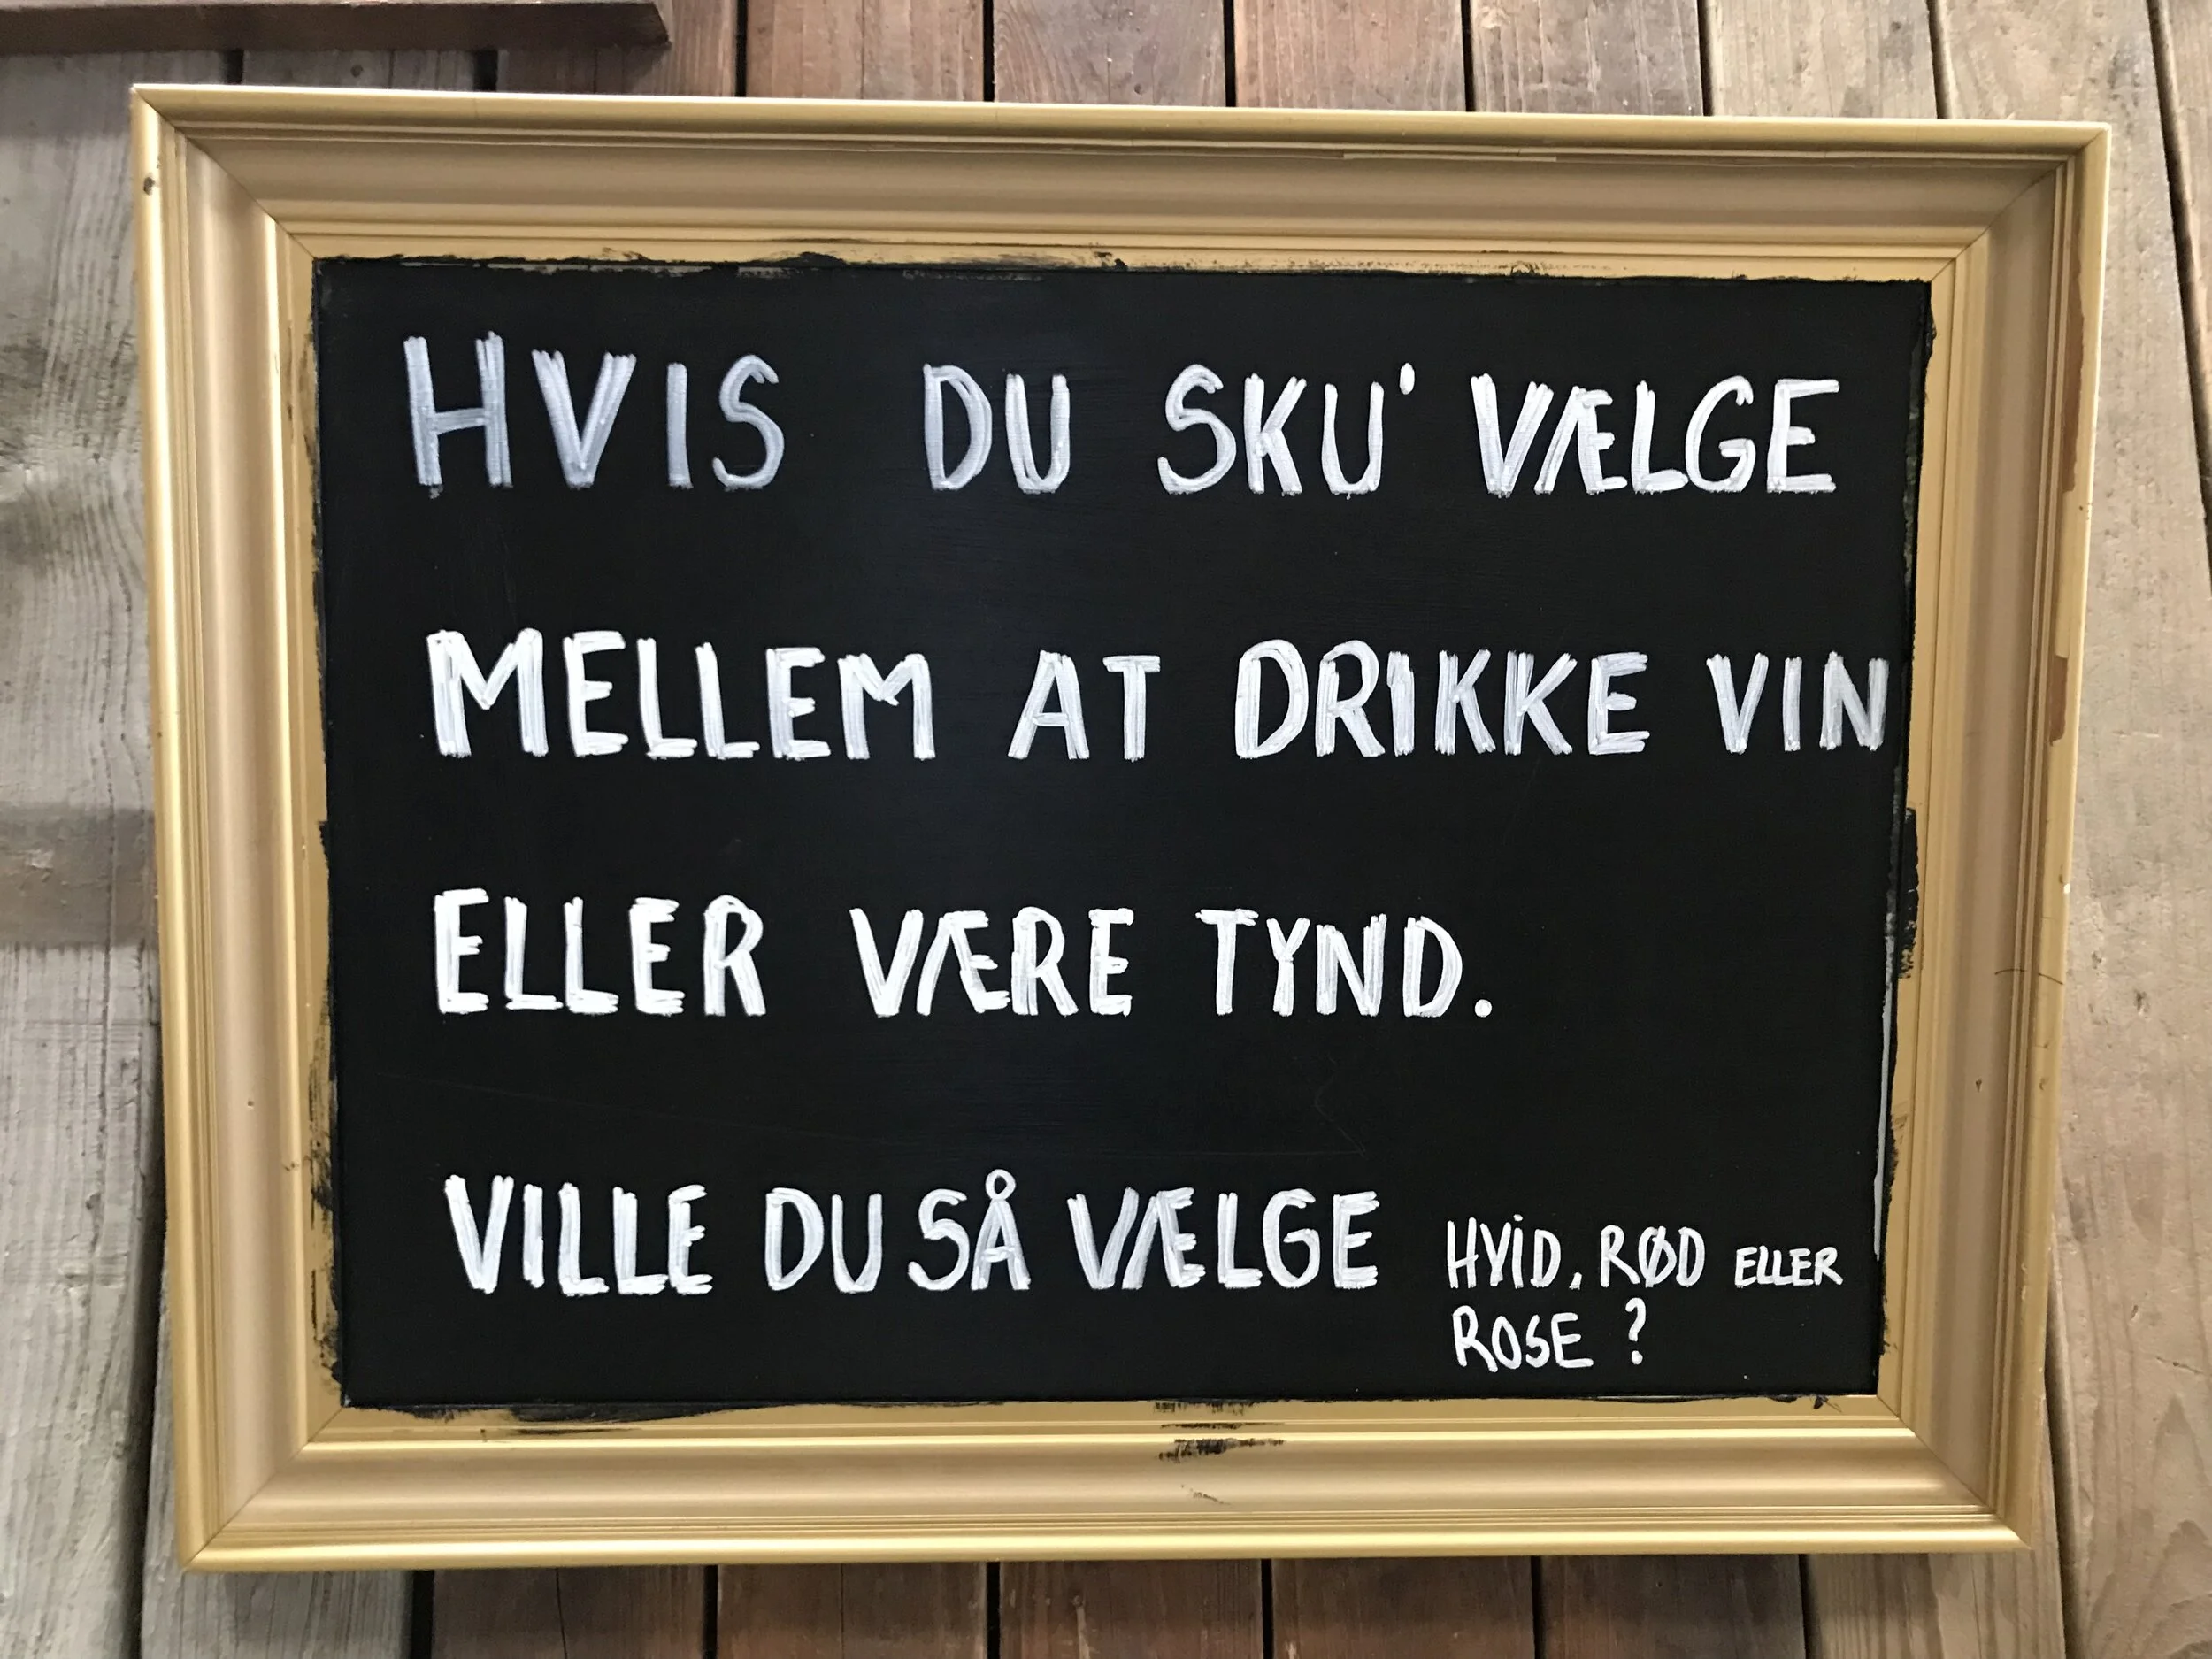 HVIS DU SKU' VÆLGE
MELLEM AT DRIKKE VIN
ELLER VÆRE TYND.
VILLE DU SÅ VÆLGE HVID, RØD ELLER
ROSE ?